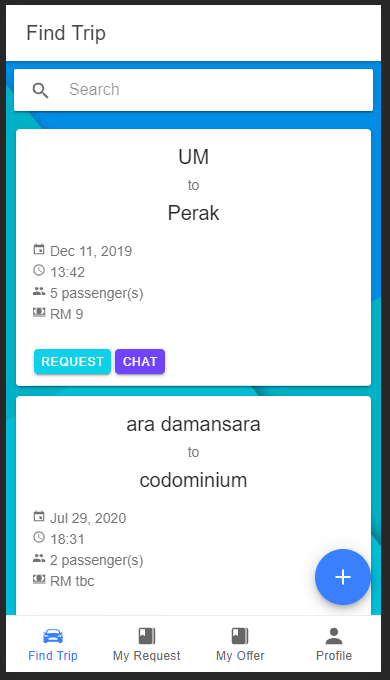 Find Trip
Search
UM
to
Perak
Dec 11, 2019
13:42
5 passenger(s)
RM 9
REQUEST CHAT
ara damansara
to
codominium
Jul 29, 2020
18:31
2 passenger(s)
RM tbc
Find Trip My Request My Offer Profile